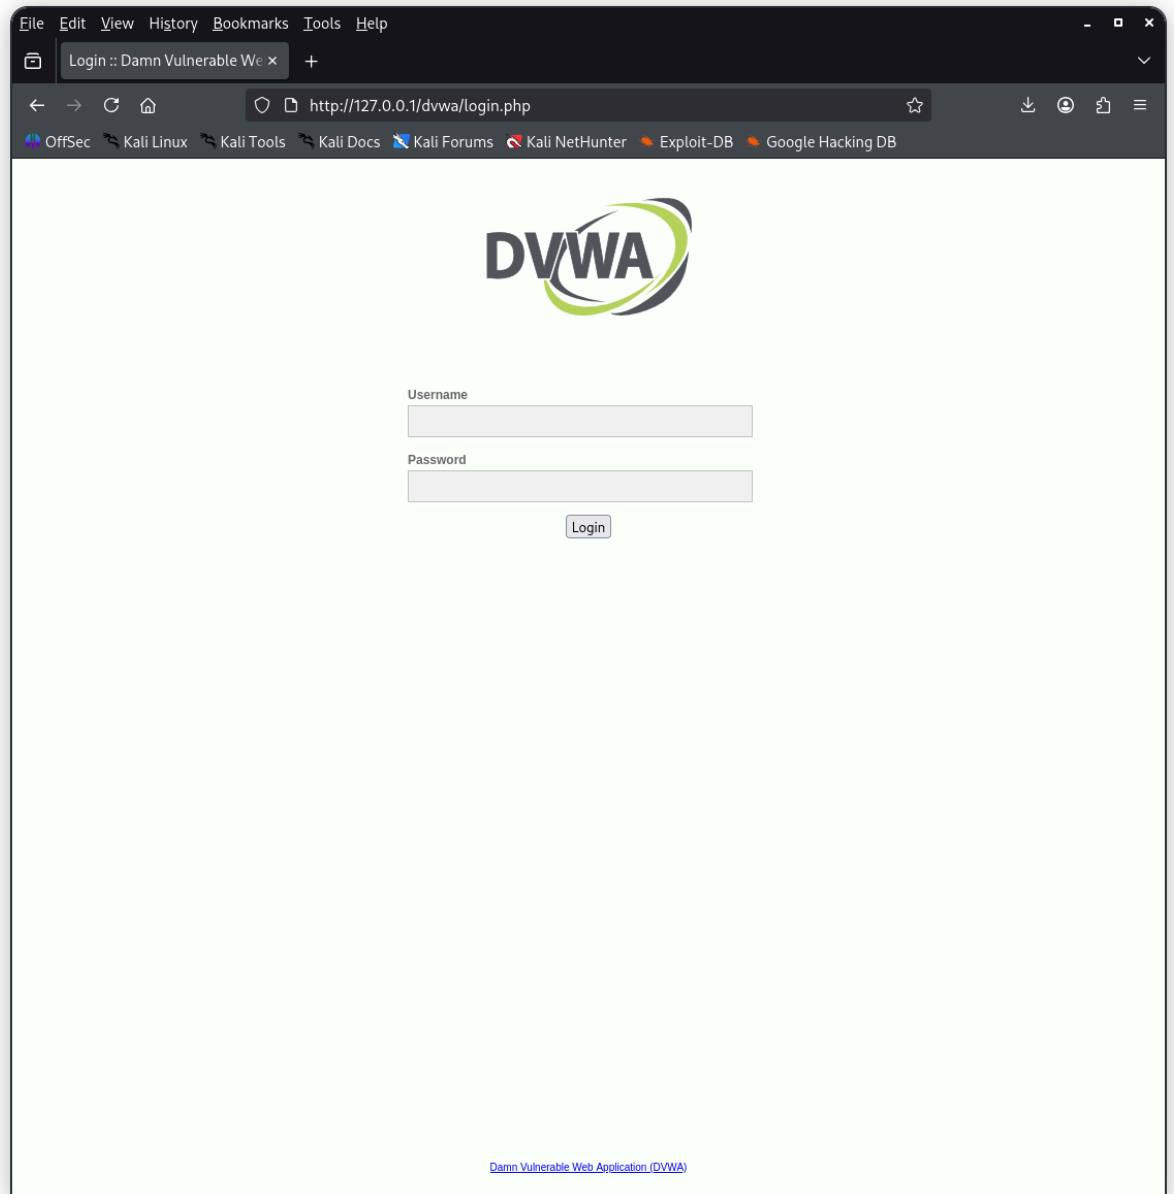 File Edit View History Bookmarks Tools Help
Login :: Damn Vulnerable We
http://127.0.0.1/dvwa/login.php
OffSec Kali Linux Kali Tools Kali Docs Kali Forums Kali NetHunter Exploit-DB Google Hacking DB
DVWA
Username
Password
Login
Damn Vulnerable Web Application (DVWA)